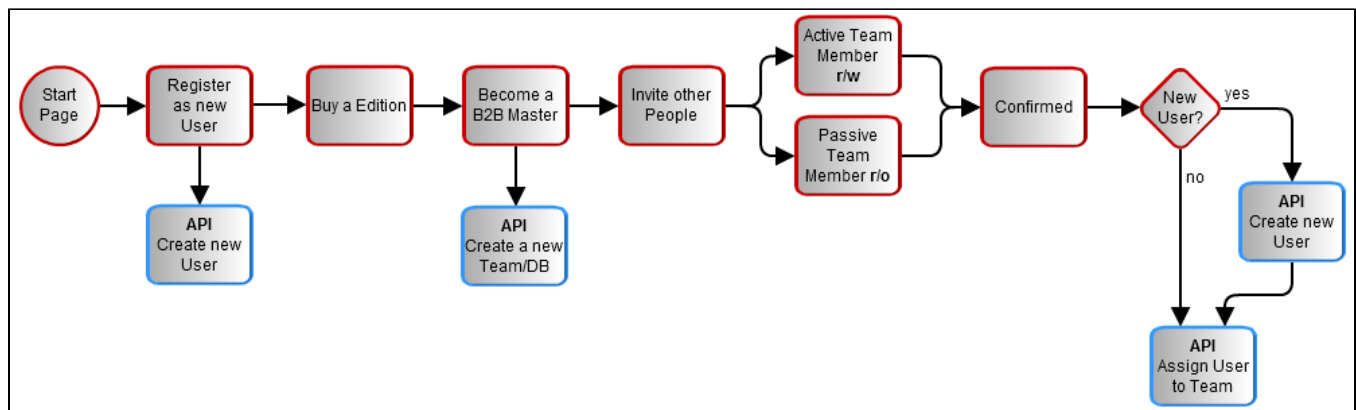 Start
Page
Register
as new
User
Buy a Edition
Become a
B2B Master
Invite other
People
Active Team
Member
r/w
Passive
Team
Member r/o
Confirmed
New
User?
yes
no
API
Create new
User
API
Create a new
Team/DB
API
Create new
User
API
Assign User
to Team